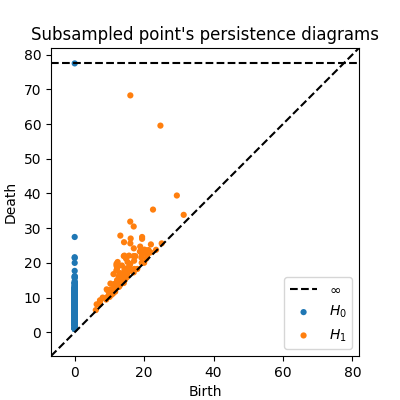 Subsampled point's persistence diagrams
80
70
60
50
40
30
20
10
0
Death
∞
H₀
H₁
0 20 40 60 80
Birth